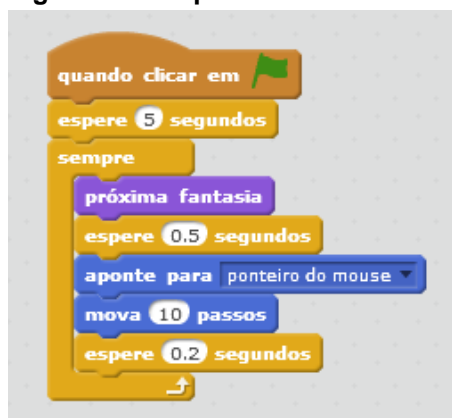 quando clicar em
espere 5 segundos
sempre
próxima fantasia
espere 0.5 segundos
aponte para ponteiro do mouse
mova 10 passos
espere 0.2 segundos